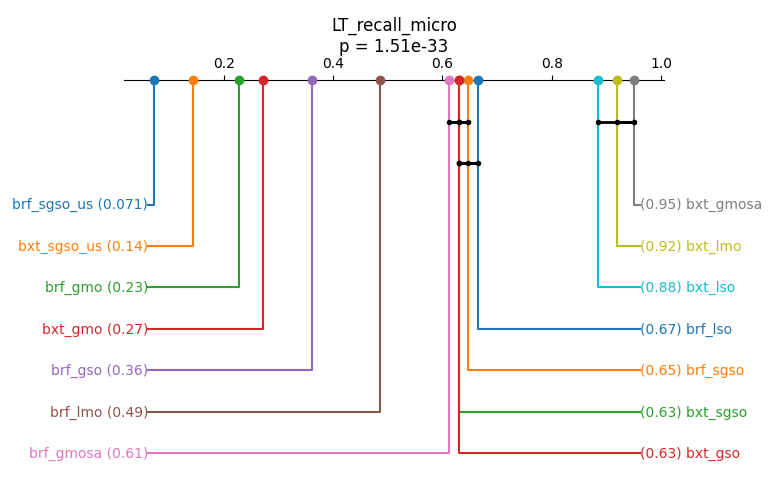 LT_recall_micro
p = 1.51e-33
0.2 0.4 0.6 0.8 1.0
brf_sgso_us (0.071) (0.95) bxt_gmosa
bxt_sgso_us (0.14) (0.92) bxt_lmo
brf_gmo (0.23) (0.88) bxt_lso
bxt_gmo (0.27) (0.67) brf_lso
brf_gso (0.36) (0.65) brf_sgso
brf_lmo (0.49) (0.63) bxt_sgso
brf_gmosa (0.61) (0.63) bxt_gso